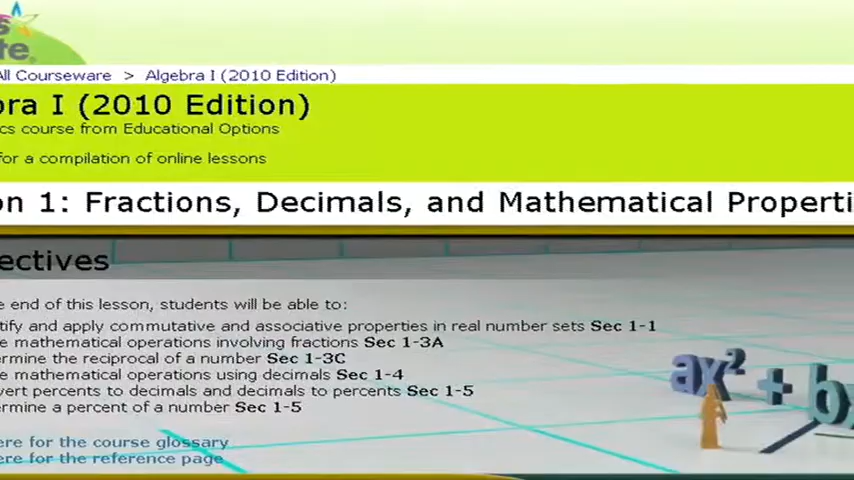 s
te®
All Courseware > Algebra I (2010 Edition)
bra I (2010 Edition)
cs course from Educational Options
for a compilation of online lessons
on 1: Fractions, Decimals, and Mathematical Properti
ectives
e end of this lesson, students will be able to:
tify and apply commutative and associative properties in real number sets Sec 1-1
e mathematical operations involving fractions Sec 1-3A
ermine the reciprocal of a number Sec 1-3C
e mathematical operations using decimals Sec 1-4
vert percents to decimals and decimals to percents Sec 1-5
ermine a percent of a number Sec 1-5
ax² + bx
ere for the course glossary
ere for the reference page